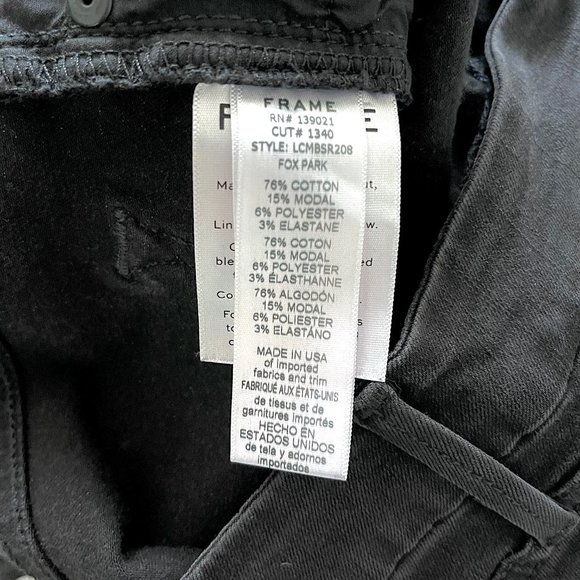 FRAME
RN# 139021
CUT# 1340
STYLE: LCMBSR208
FOX PARK
76% COTTON
15% MODAL
6% POLYESTER
3% ELASTANE
76% COTON
15% MODAL
6% POLYESTER
3% ÉLASTHANNE
76% ALGODÓN
15% MODAL
6% POLIESTER
3% ELASTÁNO
MADE IN USA
of imported
fabrics and trim
FABRIQUÉ AUX ÉTATS-UNIS
de tissus et de
garnitures importés
HECHO EN
ESTADOS UNIDOS
de tela y adornos
importados